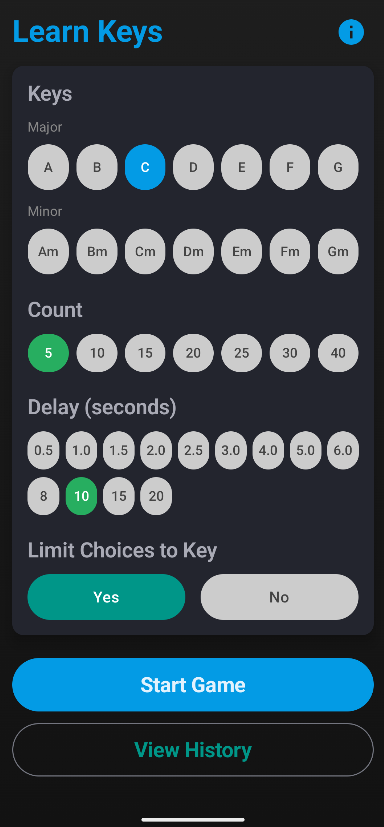 Learn Keys
Keys
Major
A B C D E F G
Minor
Am Bm Cm Dm Em Fm Gm
Count
5 10 15 20 25 30 40
Delay (seconds)
0.5 1.0 1.5 2.0 2.5 3.0 4.0 5.0 6.0
8 10 15 20
Limit Choices to Key
Yes No
Start Game
View History